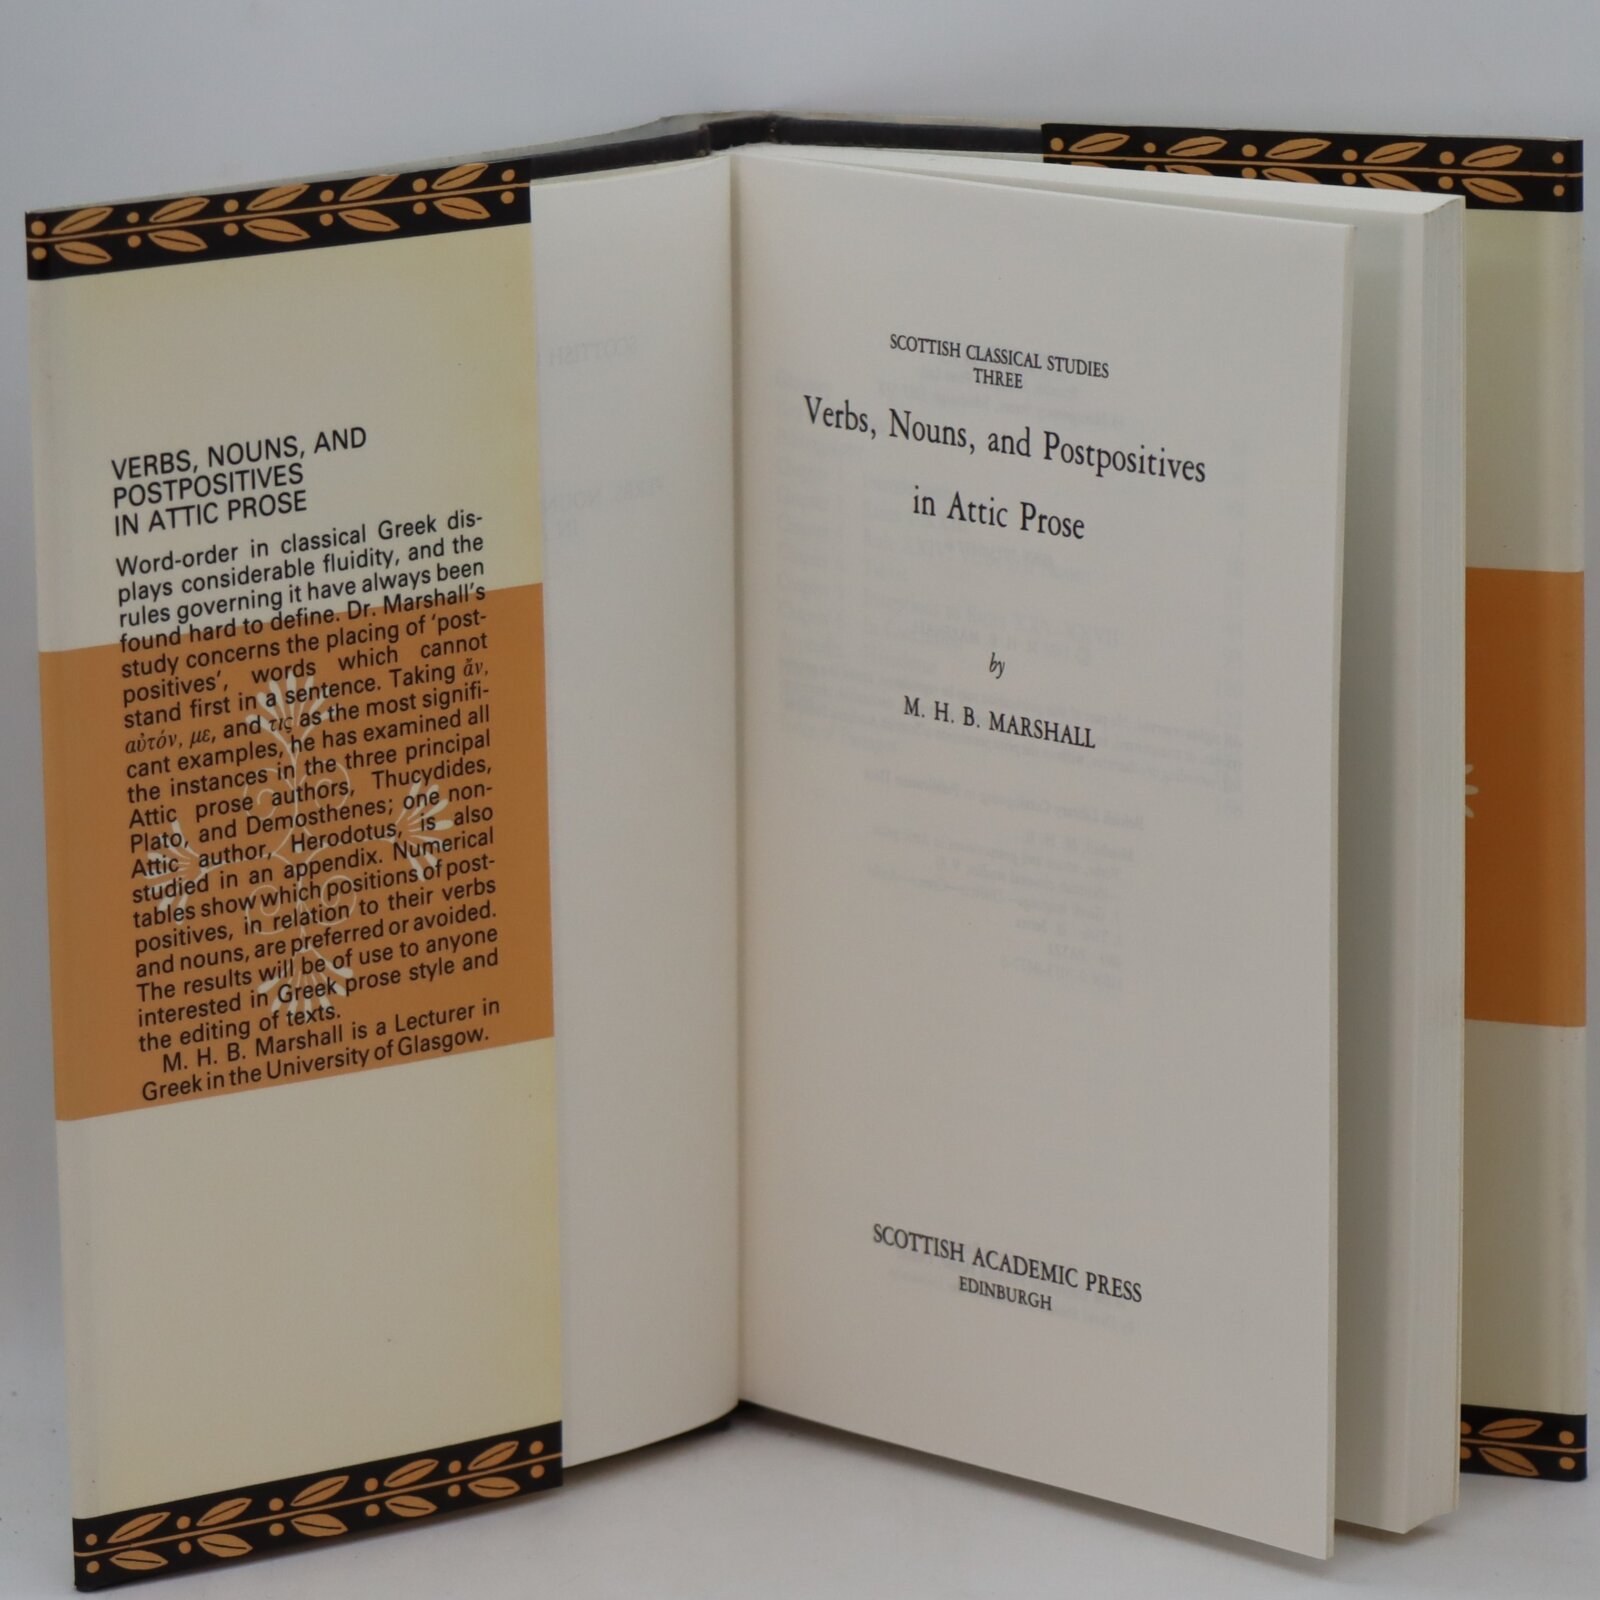 VERBS, NOUNS, AND
POSTPOSITIVES
IN ATTIC PROSE
Word-order in classical Greek dis-
plays considerable fluidity, and the
rules governing it have always been
found hard to define. Dr. Marshall's
study concerns the placing of 'post-
positives', words which cannot
stand first in a sentence. Taking ἄν,
αὐτόν, με, and τις as the most signifi-
cant examples, he has examined all
the instances in the three principal
Attic prose authors, Thucydides,
Plato, and Demosthenes; one non-
Attic author, Herodotus, is also
studied in an appendix. Numerical
tables show which positions of post-
positives, in relation to their verbs
and nouns, are preferred or avoided.
The results will be of use to anyone
interested in Greek prose style and
the editing of texts.
M. H. B. Marshall is a Lecturer in
Greek in the University of Glasgow.
SCOTTISH CLASSICAL STUDIES
THREE
Verbs, Nouns, and Postpositives
in Attic Prose
by
M. H. B. MARSHALL
SCOTTISH ACADEMIC PRESS
EDINBURGH